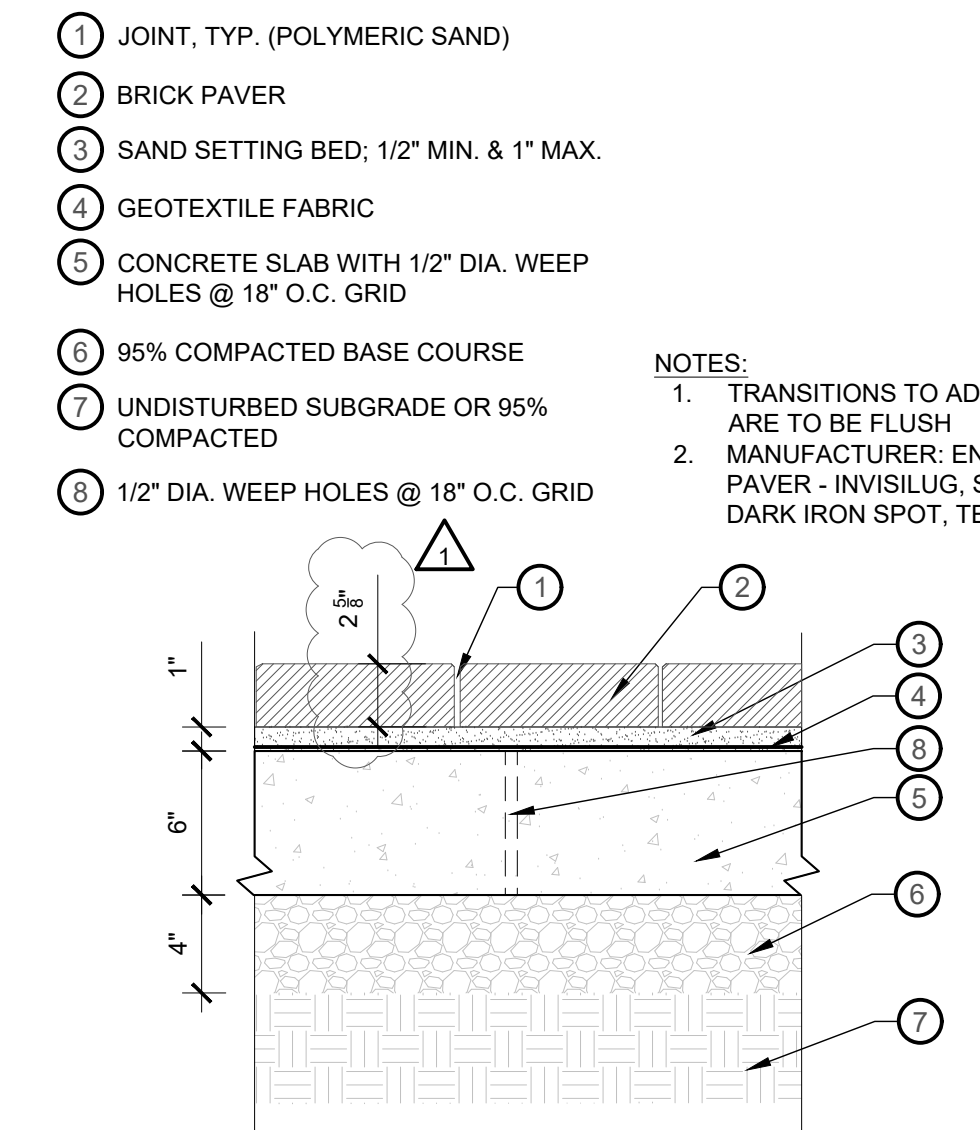 1 JOINT, TYP. (POLYMERIC SAND)
2 BRICK PAVER
3 SAND SETTING BED; 1/2" MIN. & 1" MAX.
4 GEOTEXTILE FABRIC
5 CONCRETE SLAB WITH 1/2" DIA. WEEP
HOLES @ 18" O.C. GRID
6 95% COMPACTED BASE COURSE
7 UNDISTURBED SUBGRADE OR 95%
COMPACTED
8 1/2" DIA. WEEP HOLES @ 18" O.C. GRID
NOTES:
1. TRANSITIONS TO AD
ARE TO BE FLUSH
2. MANUFACTURER: EN
PAVER - INVISILUG, S
DARK IRON SPOT, TE
1
2 5/8"
1
2
1"
3
4
8
5
6"
6
4"
7